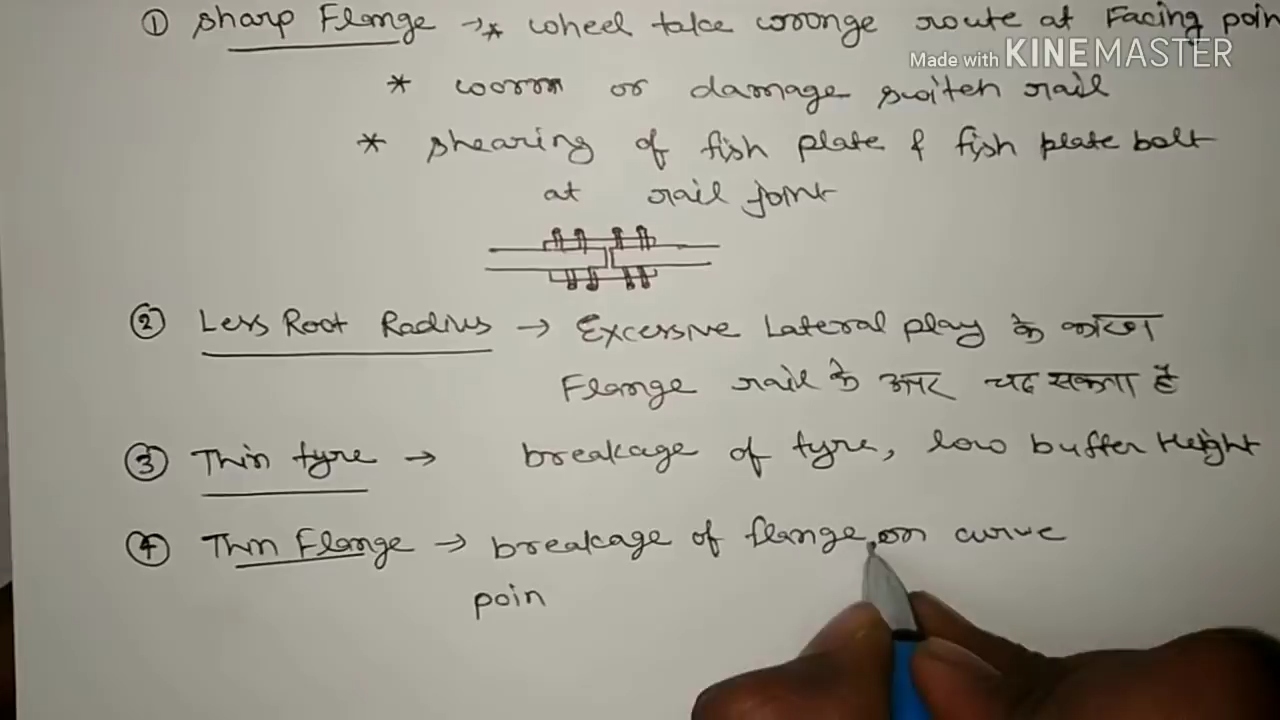 ① Sharp Flange → * wheel take wronge route at Facing poin
Made with KINEMASTER
* worm or damage switch rail
* shearing of fish plate & fish plate bolt
at rail joint
② Less Root Radius → Excessive Lateral play के कारण
Flange rail के ऊपर चढ सकता है
③ Thin tyre → breakage of tyre, low buffer Height
④ Thin Flange → breakage of flange, on curve
poin